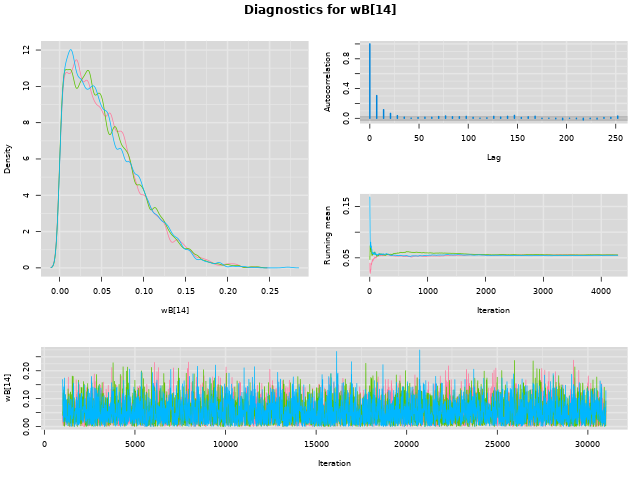 Diagnostics for wB[14]
Density
0 2 4 6 8 10 12
0.00 0.05 0.10 0.15 0.20 0.25
wB[14]
Autocorrelation
0.0 0.4 0.8
0 50 100 150 200 250
Lag
Running mean
0.05 0.15
0 1000 2000 3000 4000
Iteration
wB[14]
0.00 0.10 0.20
0 5000 10000 15000 20000 25000 30000
Iteration